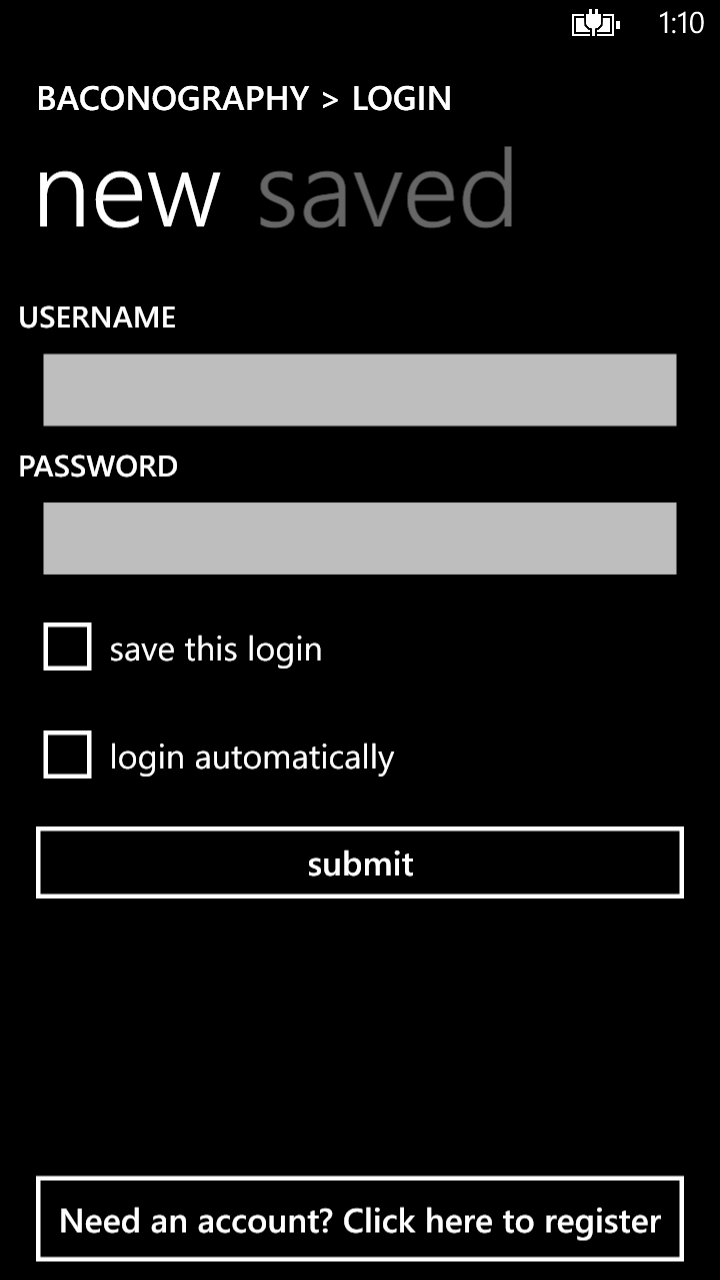 1:10
BACONOGRAPHY > LOGIN
new saved
USERNAME
PASSWORD
save this login
login automatically
submit
Need an account? Click here to register